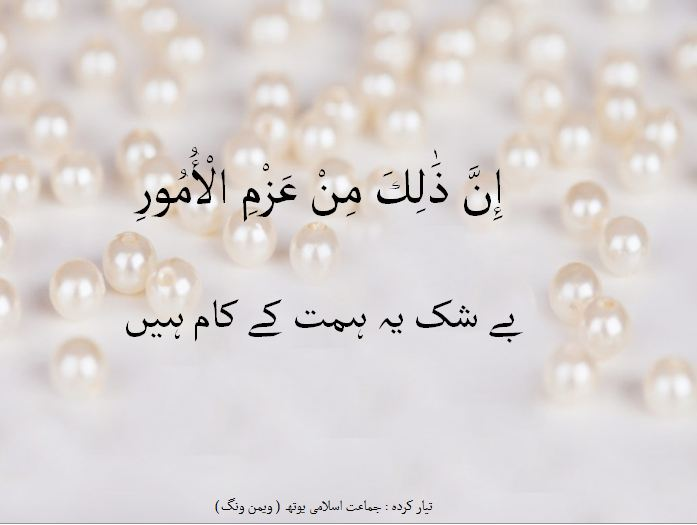 إِنَّ ذَٰلِكَ مِنْ عَزْمِ الْأُمُورِ
بے شک یہ ہمت کے کام ہیں
تیار کردہ : جماعت اسلامی یوتھ ( ویمن ونگ )